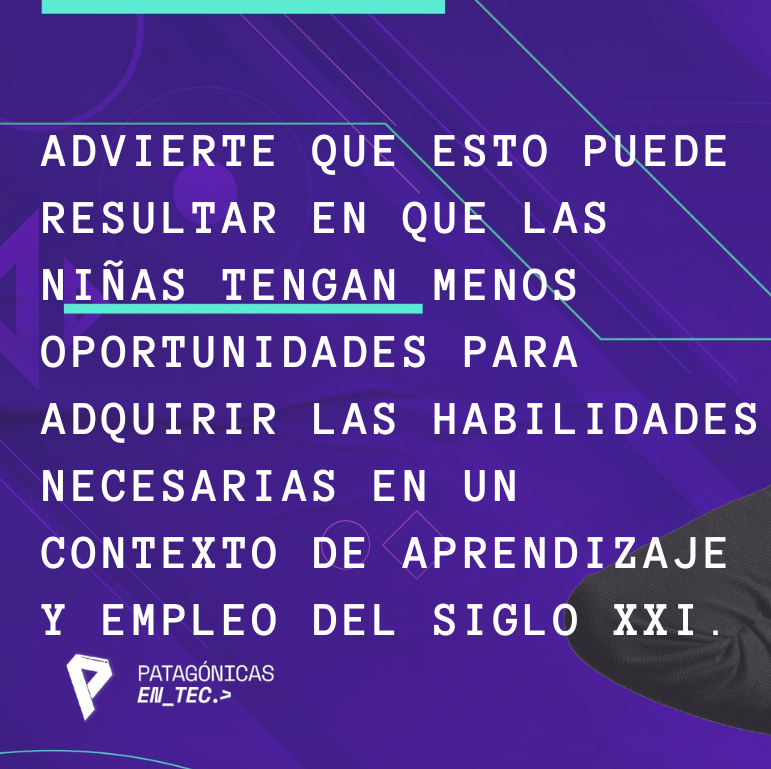 ADVIERTE QUE ESTO PUEDE
RESULTAR EN QUE LAS
NIÑAS TENGAN MENOS
OPORTUNIDADES PARA
ADQUIRIR LAS HABILIDADES
NECESARIAS EN UN
CONTEXTO DE APRENDIZAJE
Y EMPLEO DEL SIGLO XXI.
PATAGÓNICAS
EN_TEC.>